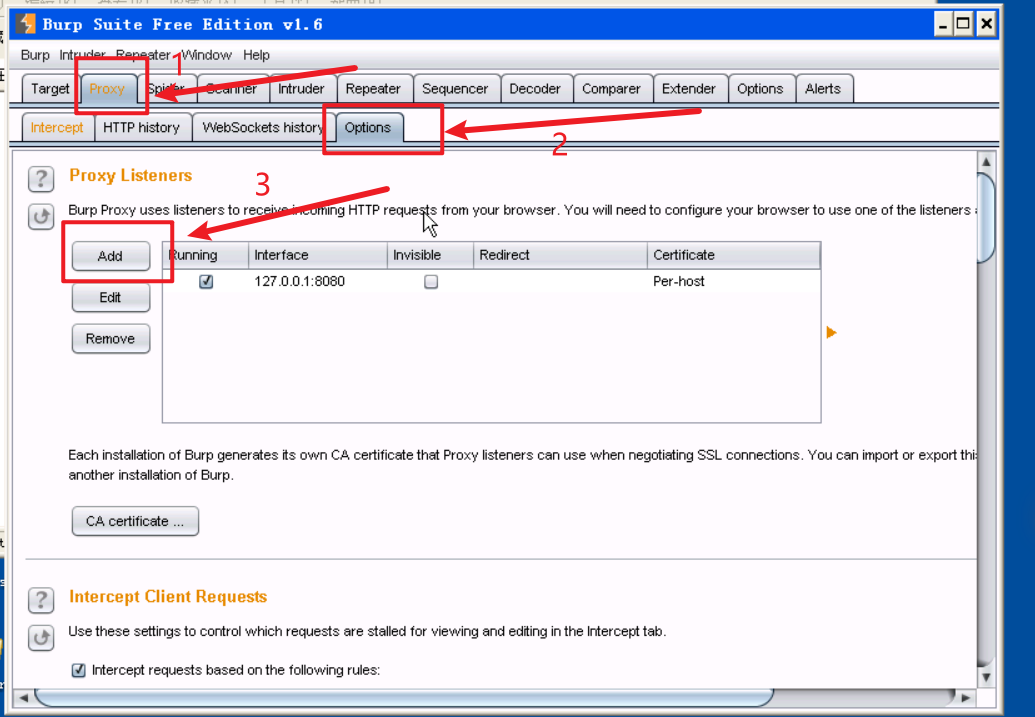 Burp Suite Free Edition v1.6
Burp Intruder Repeater Window Help
1
Target Proxy Spider Scanner Intruder Repeater Sequencer Decoder Comparer Extender Options Alerts
Intercept HTTP history WebSockets history Options
2
? Proxy Listeners
3
Burp Proxy uses listeners to receive incoming HTTP requests from your browser. You will need to configure your browser to use one of the listeners
Add Running Interface Invisible Redirect Certificate
127.0.0.1:8080 Per-host
Edit
Remove
Each installation of Burp generates its own CA certificate that Proxy listeners can use when negotiating SSL connections. You can import or export thi
another installation of Burp.
CA certificate ...
? Intercept Client Requests
Use these settings to control which requests are stalled for viewing and editing in the Intercept tab.
Intercept requests based on the following rules: